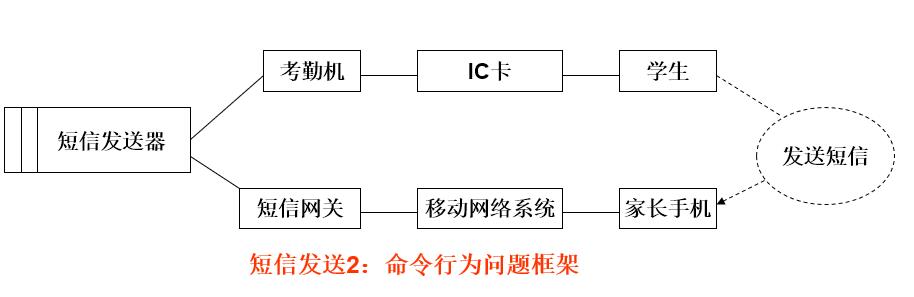 考勤机
IC卡
学生
短信发送器
发送短信
短信网关
移动网络系统
家长手机
短信发送2：命令行为问题框架